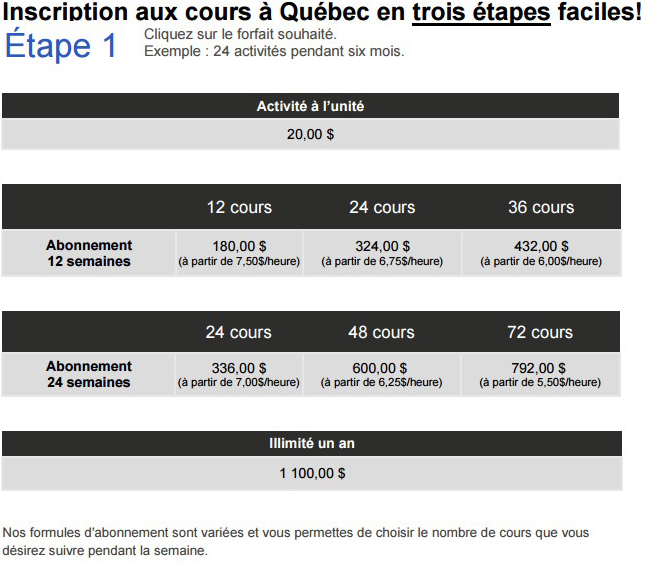 Inscription aux cours à Québec en trois étapes faciles!
Étape 1
Cliquez sur le forfait souhaité.
Exemple : 24 activités pendant six mois.
Activité à l’unité
20,00 $
12 cours 24 cours 36 cours
Abonnement 180,00 $ 324,00 $ 432,00 $
12 semaines (à partir de 7,50$/heure) (à partir de 6,75$/heure) (à partir de 6,00$/heure)
24 cours 48 cours 72 cours
Abonnement 336,00 $ 600,00 $ 792,00 $
24 semaines (à partir de 7,00$/heure) (à partir de 6,25$/heure) (à partir de 5,50$/heure)
Illimité un an
1 100,00 $
Nos formules d'abonnement sont variées et vous permettes de choisir le nombre de cours que vous
désirez suivre pendant la semaine.